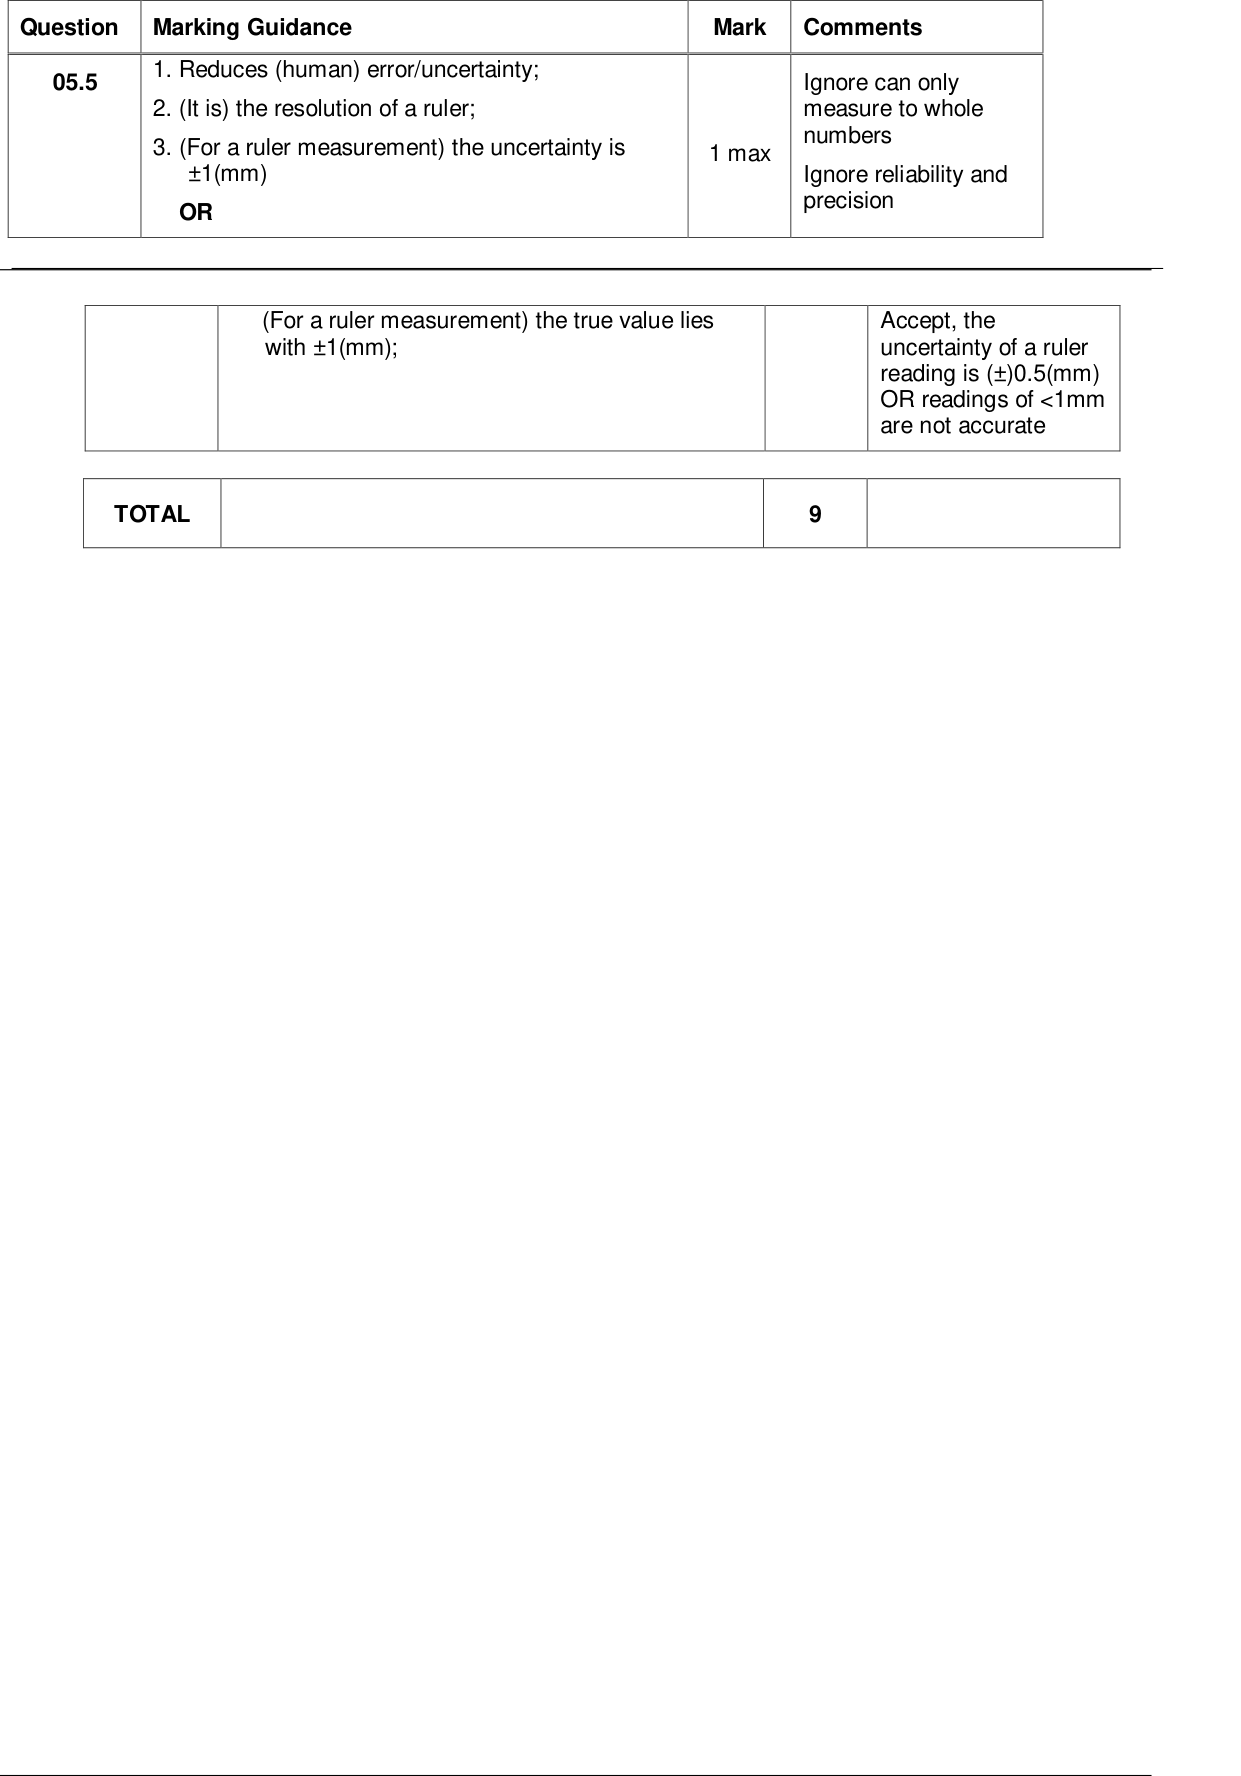 Question Marking Guidance Mark Comments
05.5
1. Reduces (human) error/uncertainty;
2. (It is) the resolution of a ruler;
3. (For a ruler measurement) the uncertainty is
±1(mm)
OR
1 max
Ignore can only
measure to whole
numbers
Ignore reliability and
precision
(For a ruler measurement) the true value lies
with ±1(mm);
Accept, the
uncertainty of a ruler
reading is (±)0.5(mm)
OR readings of <1mm
are not accurate
TOTAL 9